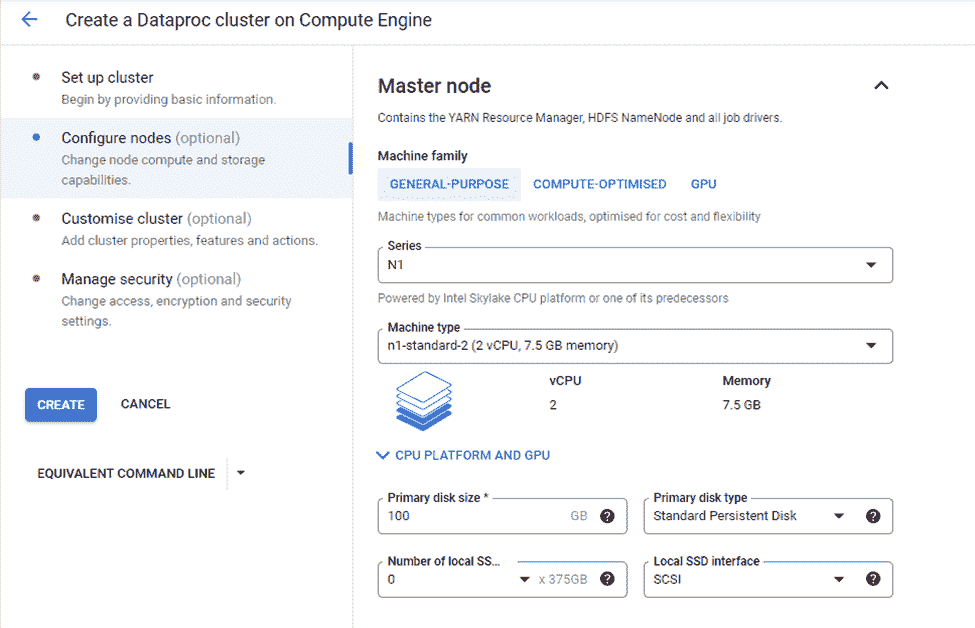 Create a Dataproc cluster on Compute Engine
Set up cluster
Begin by providing basic information.
Configure nodes (optional)
Change node compute and storage
capabilities.
Customise cluster (optional)
Add cluster properties, features and actions.
Manage security (optional)
Change access, encryption and security
settings.
CREATE
CANCEL
EQUIVALENT COMMAND LINE
Master node
Contains the YARN Resource Manager, HDFS NameNode and all job drivers.
Machine family
GENERAL-PURPOSE
COMPUTE-OPTIMISED
GPU
Machine types for common workloads, optimised for cost and flexibility
Series
N1
Powered by Intel Skylake CPU platform or one of its predecessors
Machine type
n1-standard-2 (2 vCPU, 7.5 GB memory)
vCPU
2
Memory
7.5 GB
CPU PLATFORM AND GPU
Primary disk size *
100 GB ?
Primary disk type
Standard Persistent Disk ?
Number of local SS...
0 x 375GB ?
Local SSD interface
SCSI ?